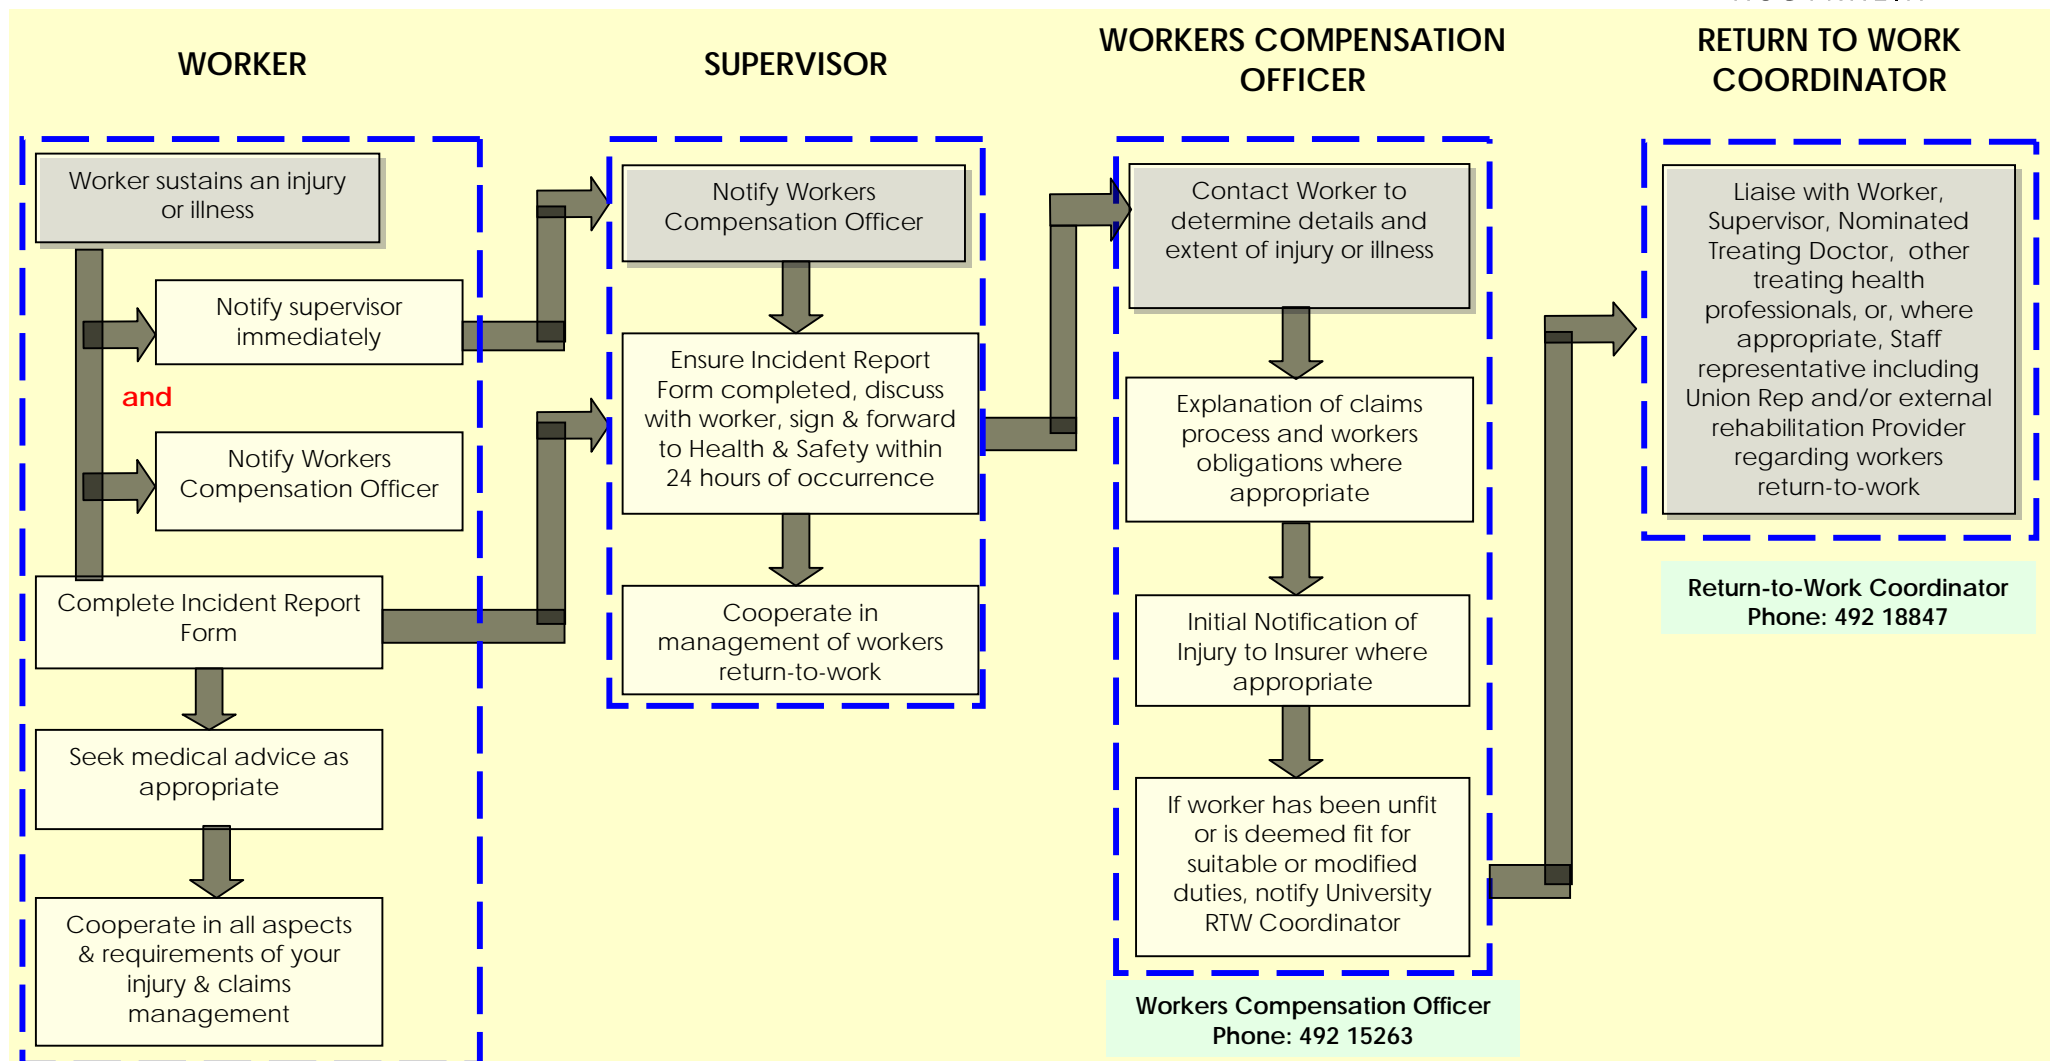 WORKER
Worker sustains an injury
or illness
Notify supervisor
immediately
and
Notify Workers
Compensation Officer
Complete Incident Report
Form
Seek medical advice as
appropriate
Cooperate in all aspects
& requirements of your
injury & claims
management
SUPERVISOR
Notify Workers
Compensation Officer
Ensure Incident Report
Form completed, discuss
with worker, sign & forward
to Health & Safety within
24 hours of occurrence
Cooperate in
management of workers
return-to-work
WORKERS COMPENSATION
OFFICER
Contact Worker to
determine details and
extent of injury or illness
Explanation of claims
process and workers
obligations where
appropriate
Initial Notification of
Injury to Insurer where
appropriate
If worker has been unfit
or is deemed fit for
suitable or modified
duties, notify University
RTW Coordinator
Workers Compensation Officer
Phone: 492 15263
RETURN TO WORK
COORDINATOR
Liaise with Worker,
Supervisor, Nominated
Treating Doctor, other
treating health
professionals, or, where
appropriate, Staff
representative including
Union Rep and/or external
rehabilitation Provider
regarding workers
return-to-work
Return-to-Work Coordinator
Phone: 492 18847